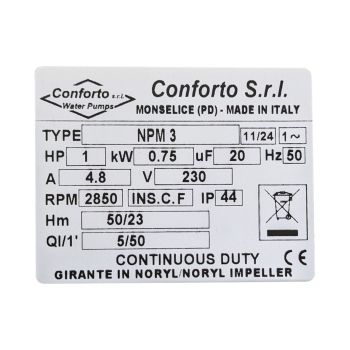 Conforto s.r.l.
Water Pumps
Conforto S.r.l.
MONSELICE (PD) - MADE IN ITALY
TYPE NPM 3 11/24 1~
HP 1 kW 0.75 uF 20 Hz 50
A 4.8 V 230
RPM 2850 INS.C.F IP 44
Hm 50/23
Ql/1' 5/50
CONTINUOUS DUTY CE
GIRANTE IN NORYL/NORYL IMPELLER